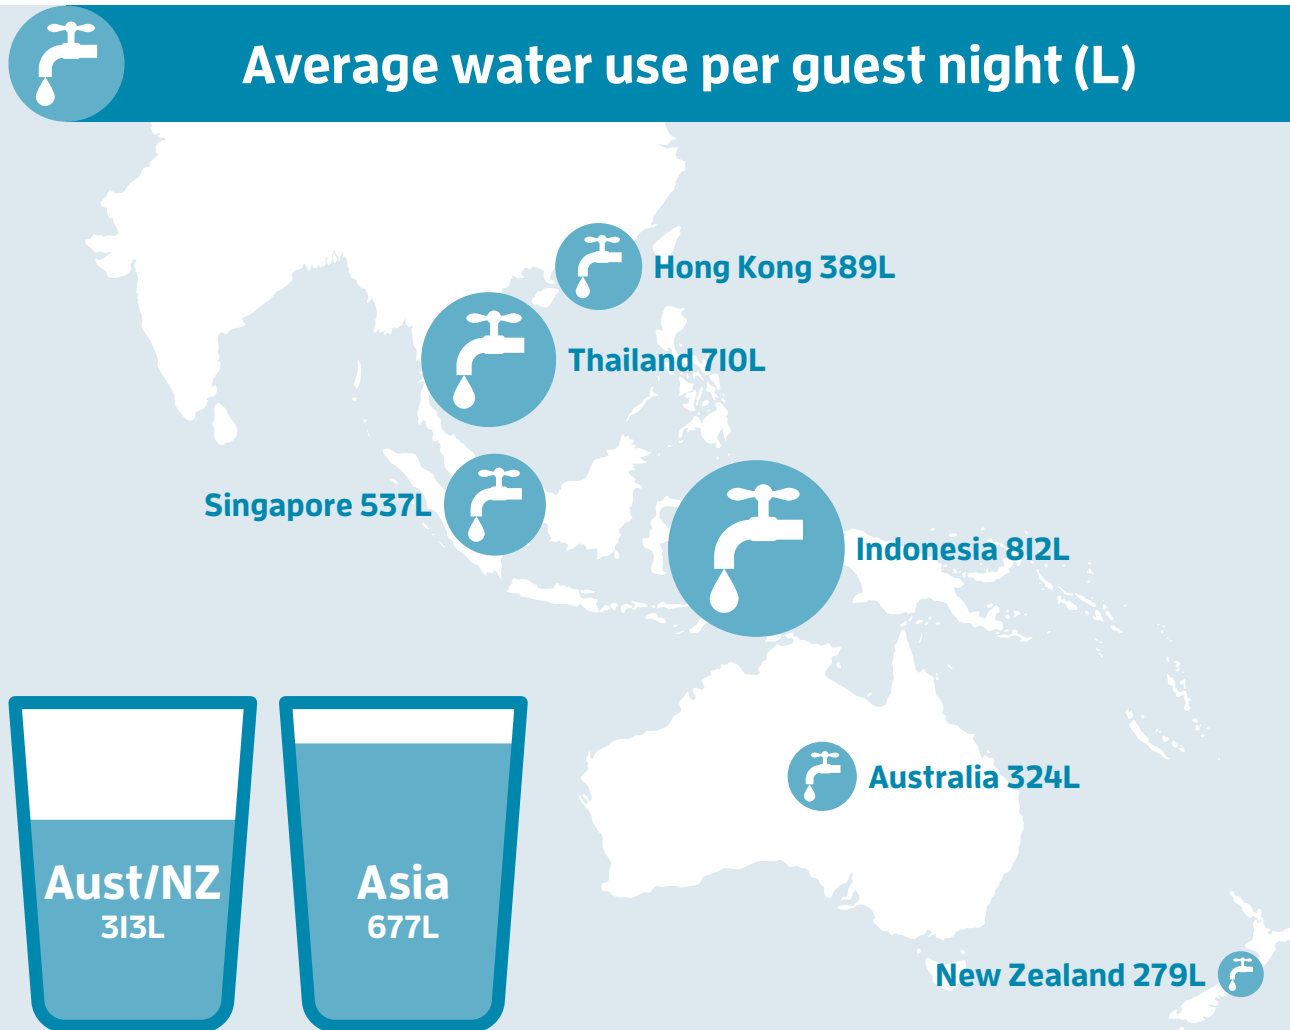 Average water use per guest night (L)
Hong Kong 389L
Thailand 710L
Singapore 537L
Indonesia 812L
Australia 324L
New Zealand 279L
Aust/NZ
313L
Asia
677L